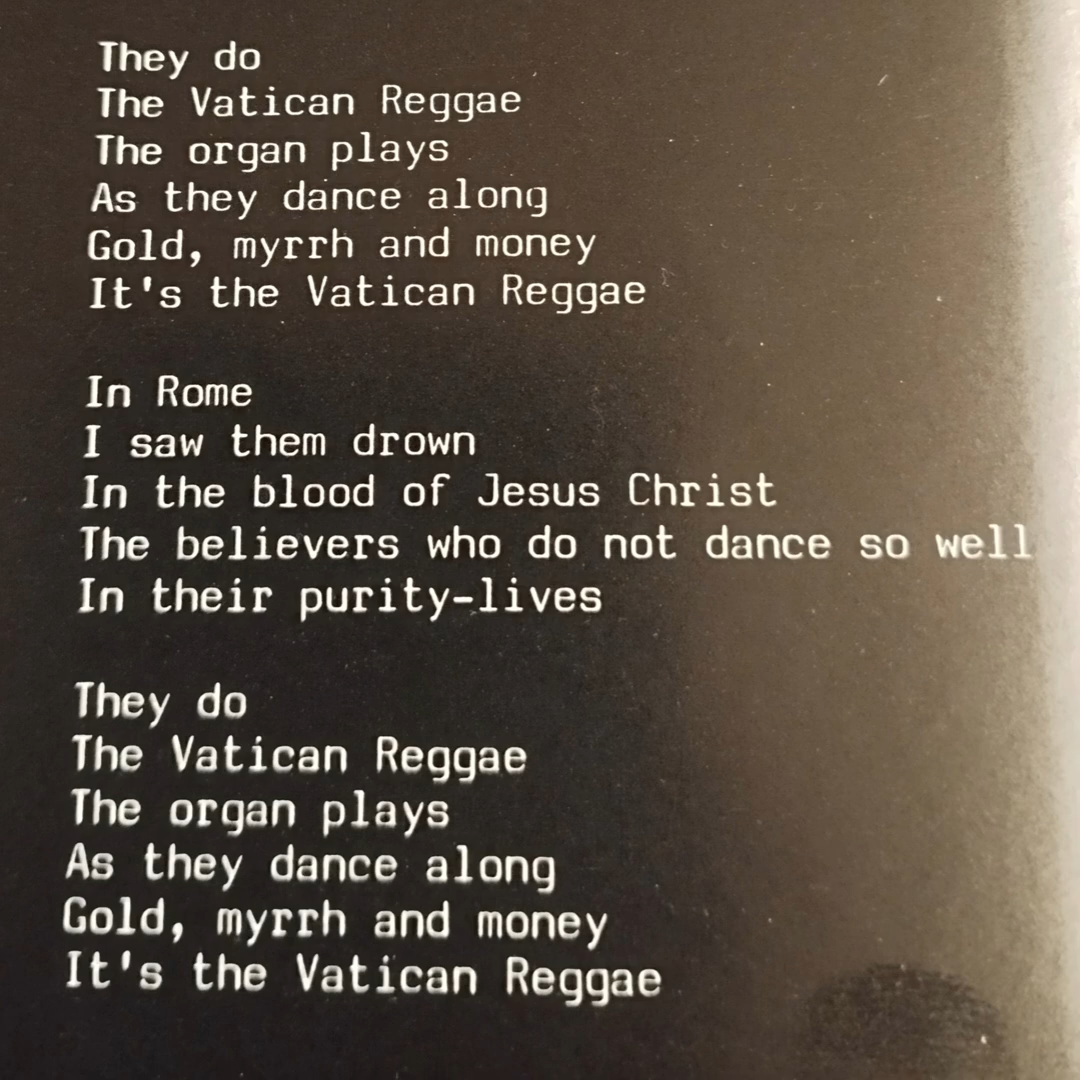 They do
The Vatican Reggae
The organ plays
As they dance along
Gold, myrrh and money
It's the Vatican Reggae
In Rome
I saw them drown
In the blood of Jesus Christ
The believers who do not dance so well
In their purity-lives
They do
The Vatican Reggae
The organ plays
As they dance along
Gold, myrrh and money
It's the Vatican Reggae